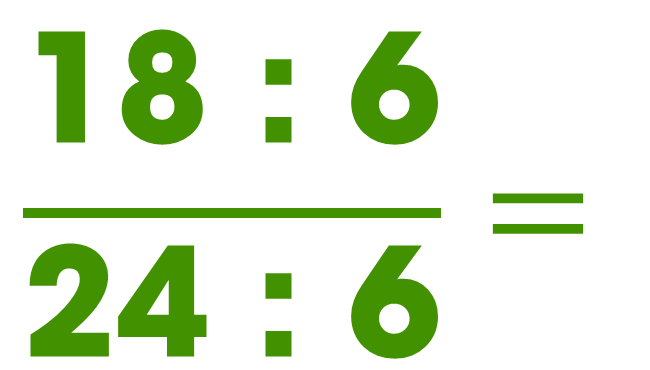 18 : 6
=
24 : 6